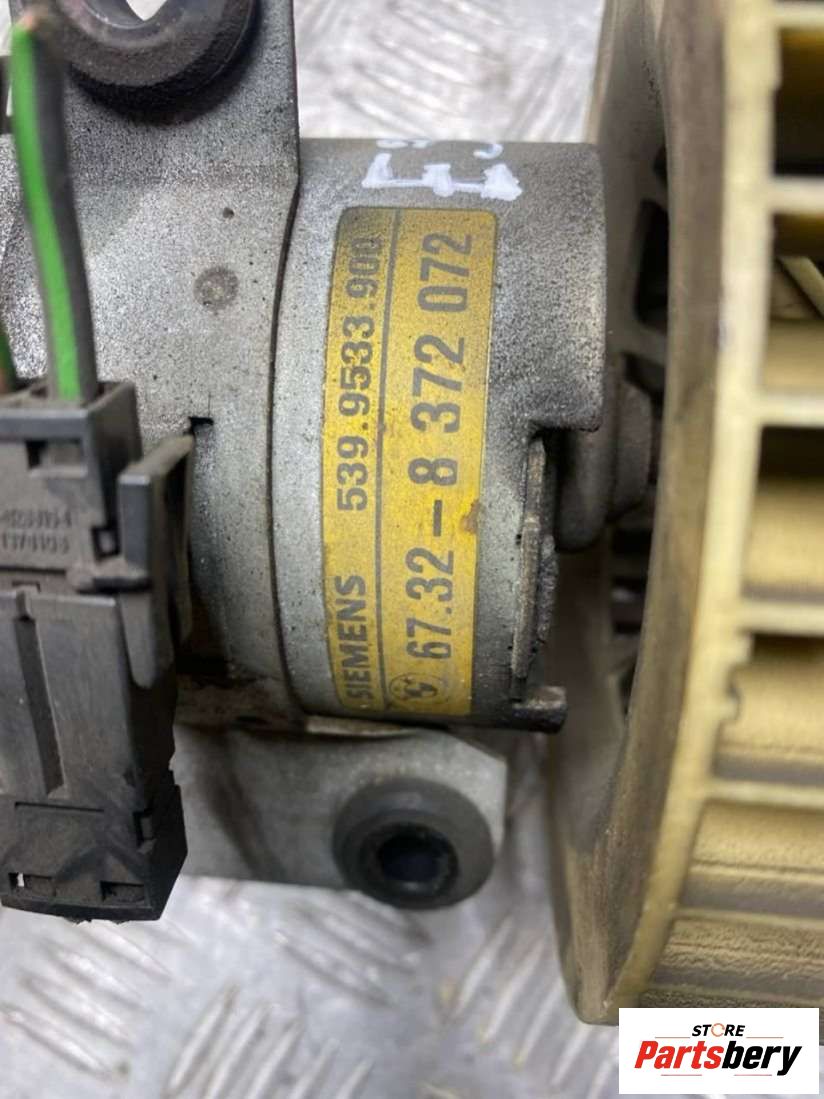 SIEMENS 539.9533.900
67.32-8 372 072
STORE
Partsbery